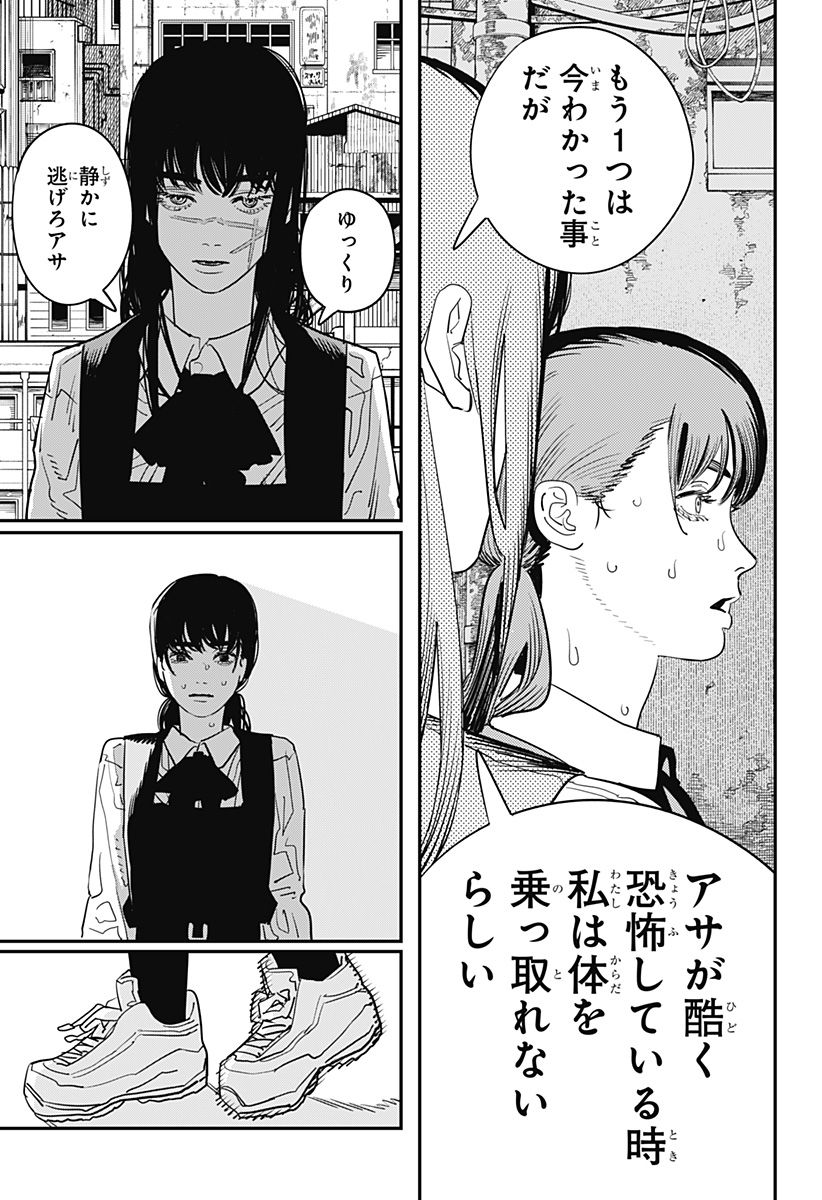 もう1つは
今わかった事
だが
アサが酷く
恐怖している時
私は体を
乗っ取れない
らしい
ゆっくり
静かに
逃げろアサ